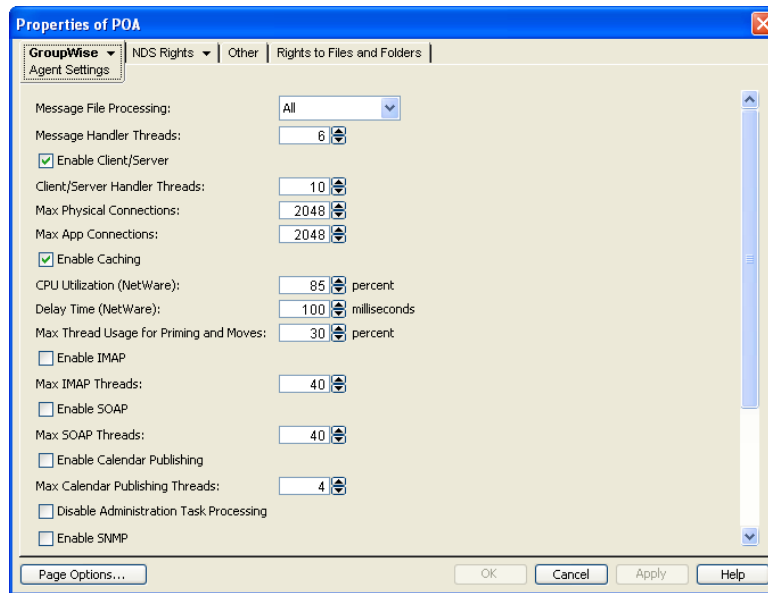 Properties of POA
GroupWise NDS Rights Other Rights to Files and Folders
Agent Settings
Message File Processing: All
Message Handler Threads: 6
Enable Client/Server
Client/Server Handler Threads: 10
Max Physical Connections: 2048
Max App Connections: 2048
Enable Caching
CPU Utilization (NetWare): 85 percent
Delay Time (NetWare): 100 milliseconds
Max Thread Usage for Priming and Moves: 30 percent
Enable IMAP
Max IMAP Threads: 40
Enable SOAP
Max SOAP Threads: 40
Enable Calendar Publishing
Max Calendar Publishing Threads: 4
Disable Administration Task Processing
Enable SNMP
Page Options... OK Cancel Apply Help